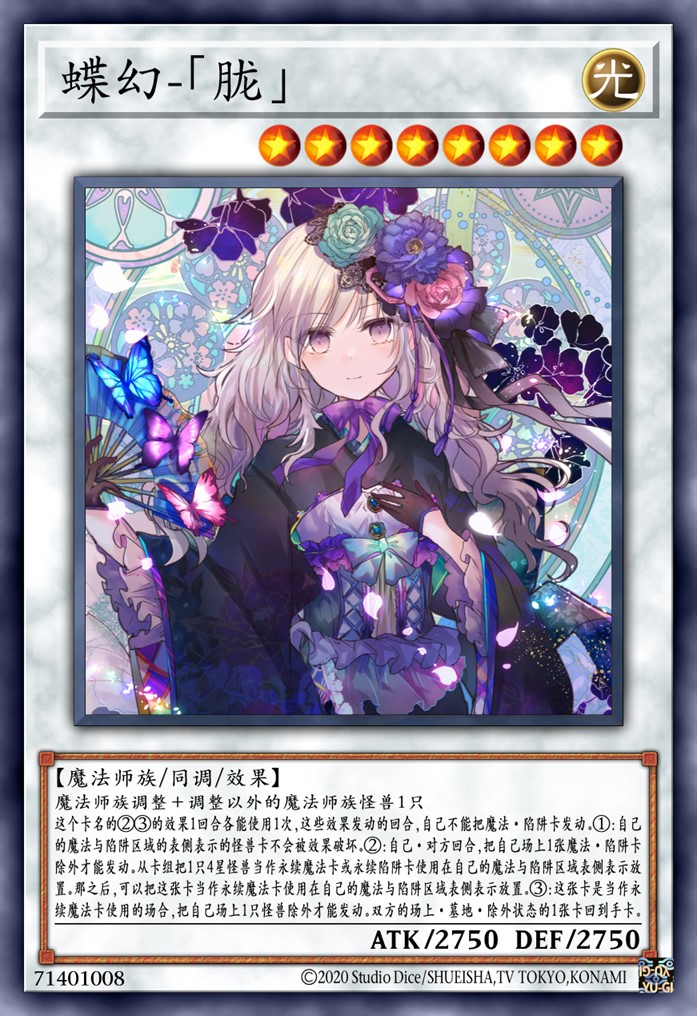 蝶幻-「胧」
光
【魔法师族/同调/效果】
魔法师族调整＋调整以外的魔法师族怪兽1只
这个卡名的②③的效果1回合各能使用1次,这些效果发动的回合,自己不能把魔法·陷阱卡发动。①:自己
的魔法与陷阱区域的表侧表示的怪兽卡不会被效果破坏。②:自己·对方回合,把自己场上1张魔法·陷阱卡
除外才能发动。从卡组把1只4星怪兽当作永续魔法卡或永续陷阱卡使用在自己的魔法与陷阱区域表侧表示放
置。那之后,可以把这张卡当作永续魔法卡使用在自己的魔法与陷阱区域表侧表示放置。③:这张卡是当作永
续魔法卡使用的场合,把自己场上1只怪兽除外才能发动。双方的场上·墓地·除外状态的1张卡回到手卡。
ATK/2750 DEF/2750
71401008 ©2020 Studio Dice/SHUEISHA,TV TOKYO,KONAMI
YU-GI